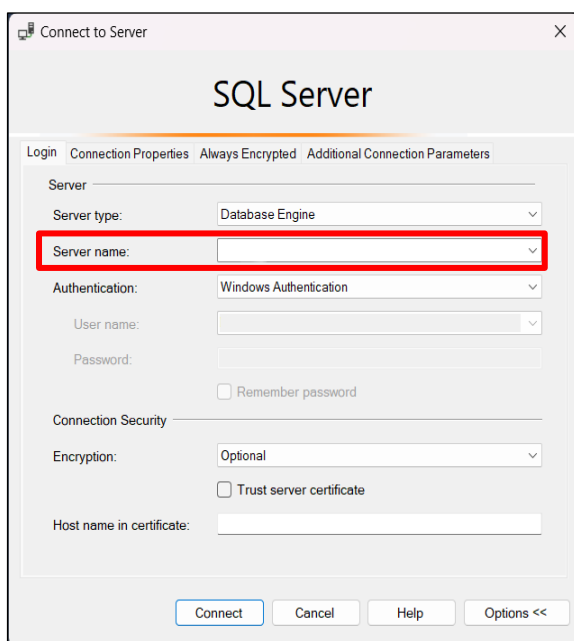 Connect to Server
SQL Server
Login Connection Properties Always Encrypted Additional Connection Parameters
Server
Server type: Database Engine
Server name:
Authentication: Windows Authentication
User name:
Password:
Remember password
Connection Security
Encryption: Optional
Trust server certificate
Host name in certificate:
Connect Cancel Help Options <<